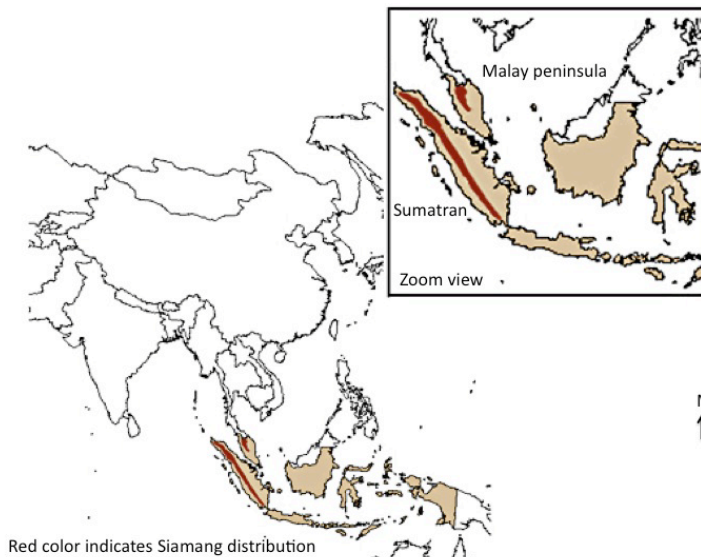 Malay peninsula
Sumatran
Zoom view
Red color indicates Siamang distribution